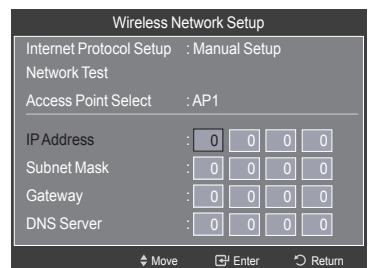 Wireless Network Setup
Internet Protocol Setup : Manual Setup
Network Test
Access Point Select : AP1
IP Address : 0 0 0 0
Subnet Mask : 0 0 0 0
Gateway : 0 0 0 0
DNS Server : 0 0 0 0
Move Enter Return